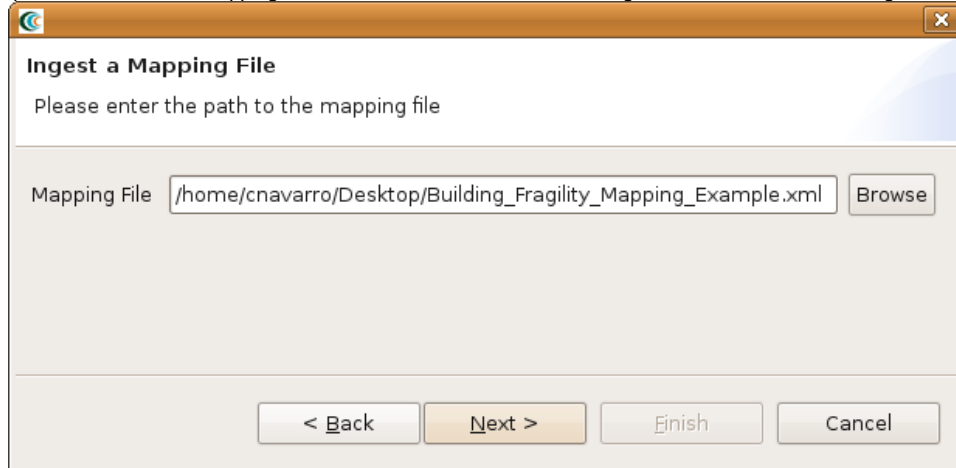 Ingest a Mapping File
Please enter the path to the mapping file
Mapping File /home/cnavarro/Desktop/Building_Fragility_Mapping_Example.xml Browse
< Back Next > Finish Cancel